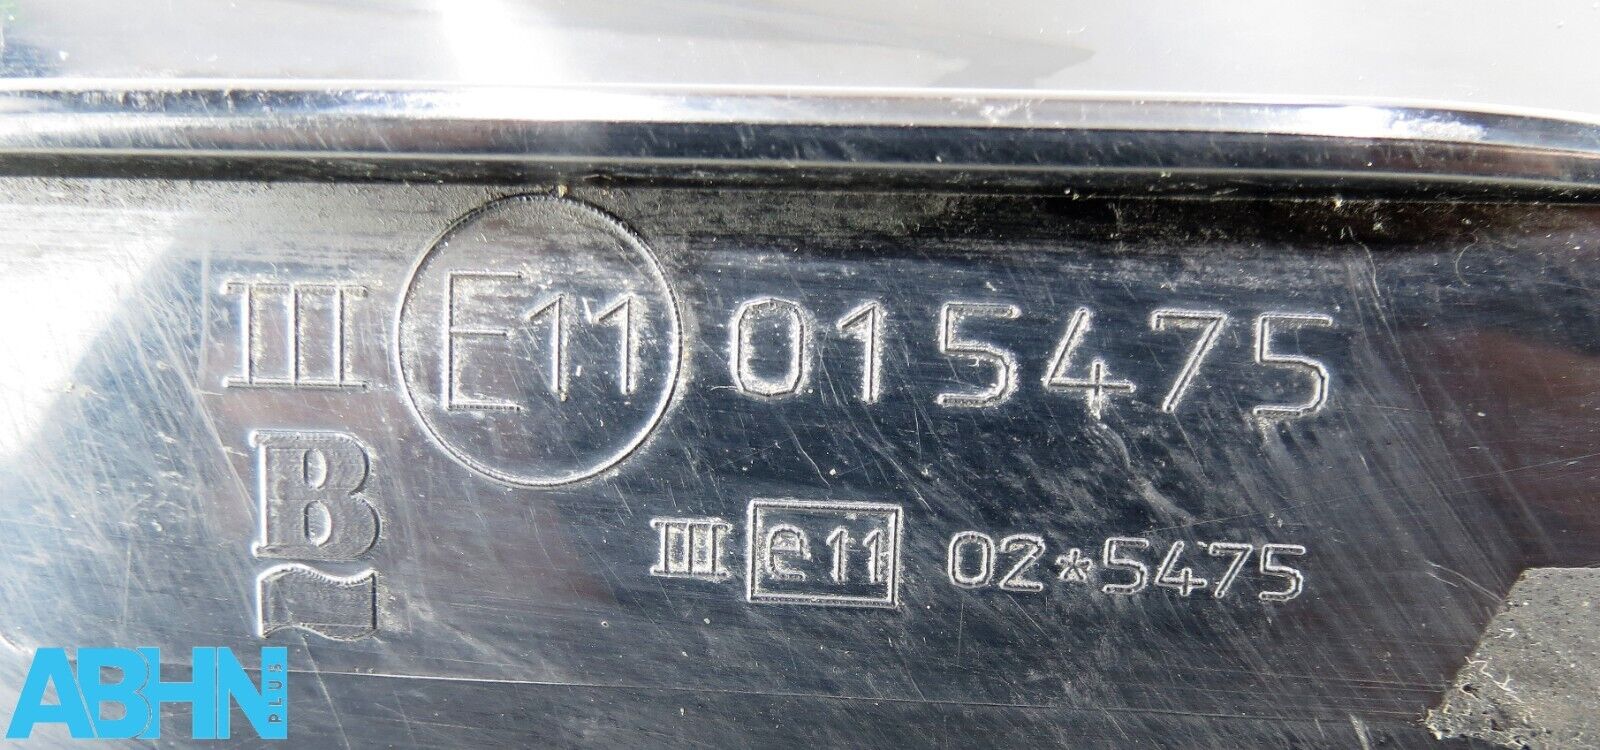 III E11 015475
B
III e11 02*5475
ABHN PLUS